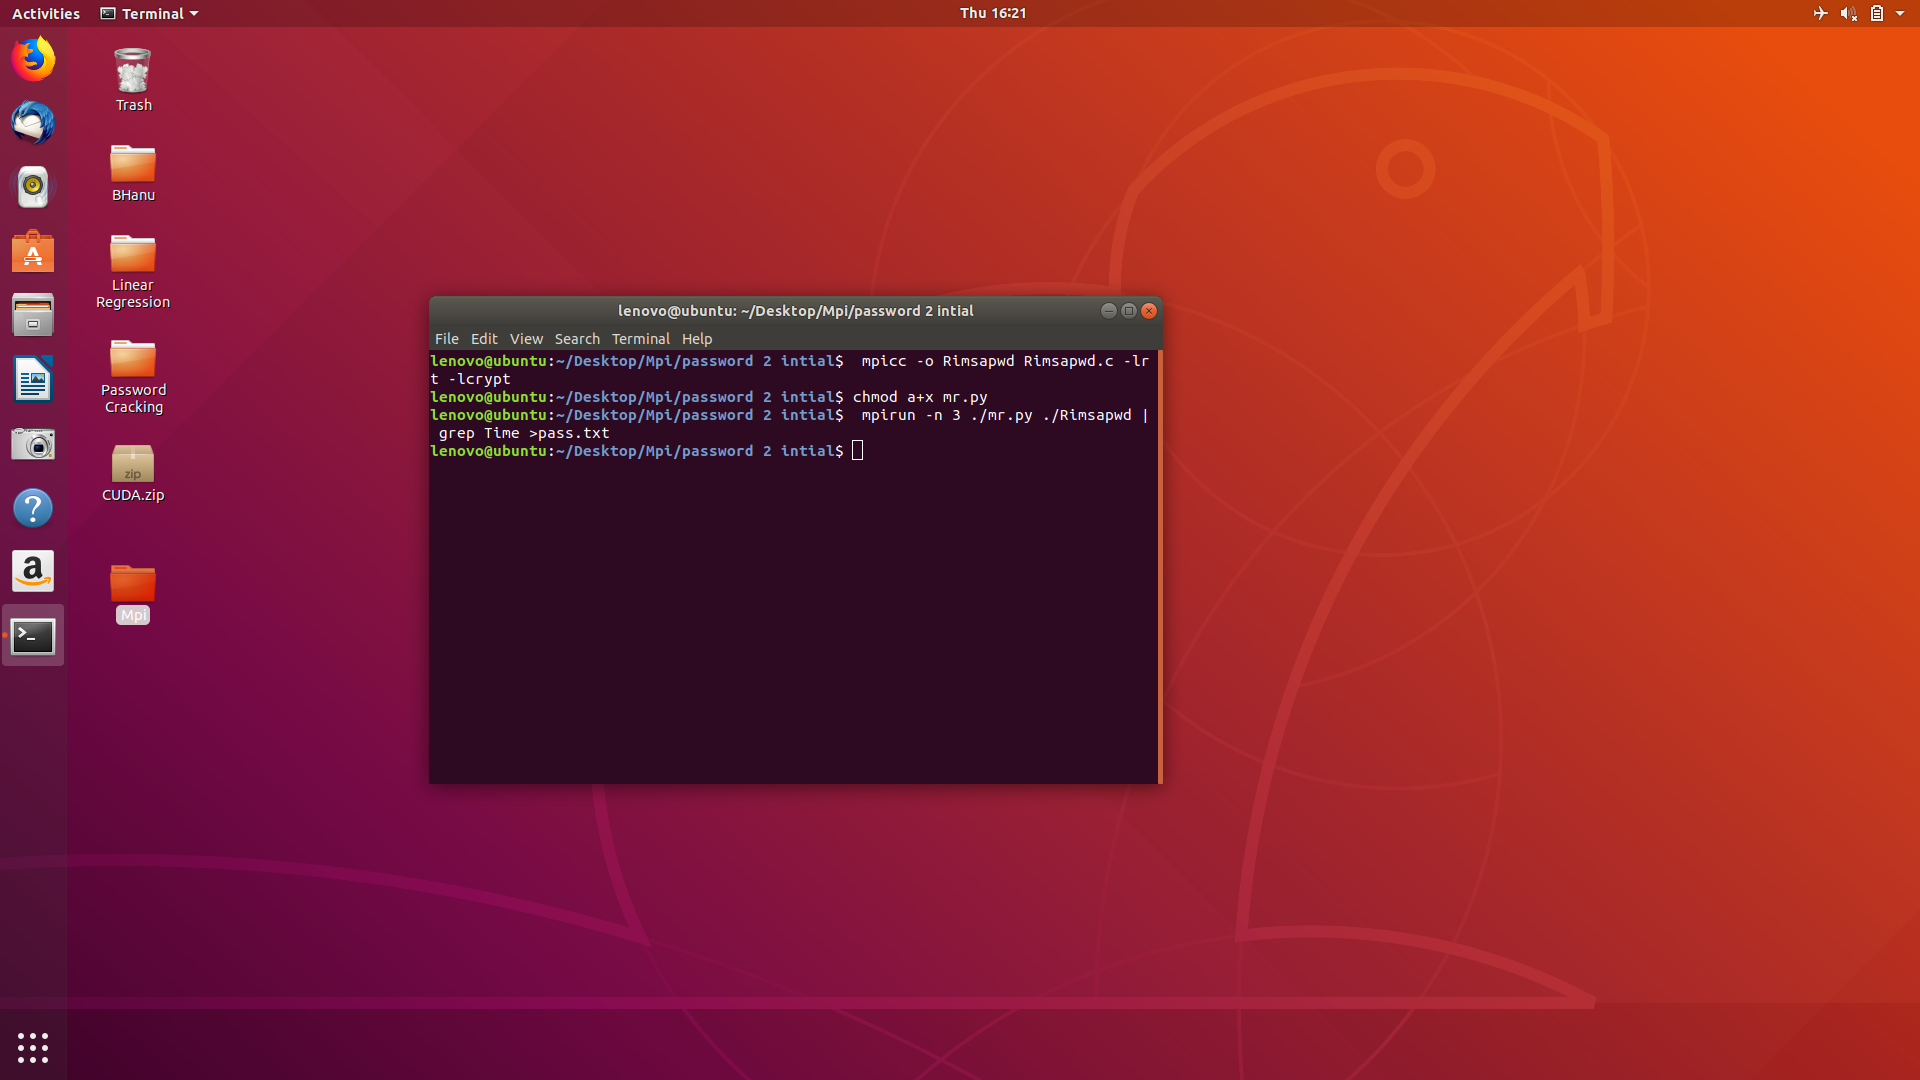 Activities Terminal Thu 16:21
Trash
BHanu
Linear
Regression
Password
Cracking
zip
CUDA.zip
Mpi
lenovo@ubuntu: ~/Desktop/Mpi/password 2 intial
File Edit View Search Terminal Help
lenovo@ubuntu:~/Desktop/Mpi/password 2 intial$  mpicc -o Rimsapwd Rimsapwd.c -lr
t -lcrypt
lenovo@ubuntu:~/Desktop/Mpi/password 2 intial$ chmod a+x mr.py
lenovo@ubuntu:~/Desktop/Mpi/password 2 intial$  mpirun -n 3 ./mr.py ./Rimsapwd |
 grep Time >pass.txt
lenovo@ubuntu:~/Desktop/Mpi/password 2 intial$